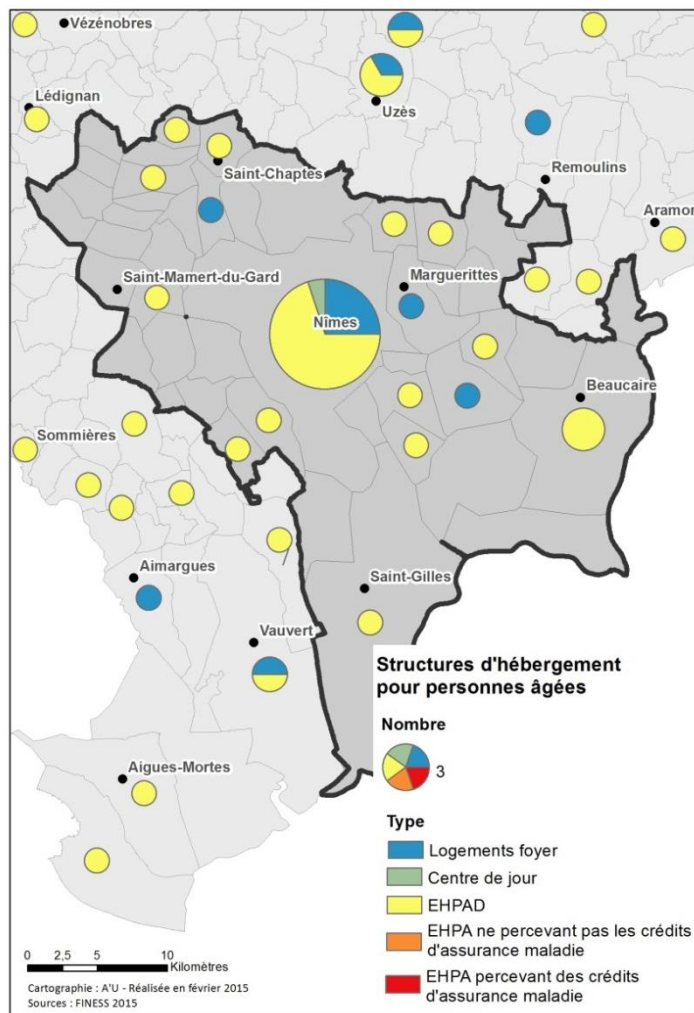 Vézénobres
Lédignan
Uzès
Saint-Chaptes
Remoulins
Aramon
Saint-Mamert-du-Gard
Marguerittes
Nîmes
Beaucaire
Sommières
Aimargues
Saint-Gilles
Vauvert
Aigues-Mortes
Structures d'hébergement
pour personnes âgées
Nombre
3
Type
Logements foyer
Centre de jour
EHPAD
EHPA ne percevant pas les crédits
d'assurance maladie
EHPA percevant des crédits
d'assurance maladie
0 2,5 5 10
Kilomètres
Cartographie : A'U - Réalisée en février 2015
Sources : FINESS 2015